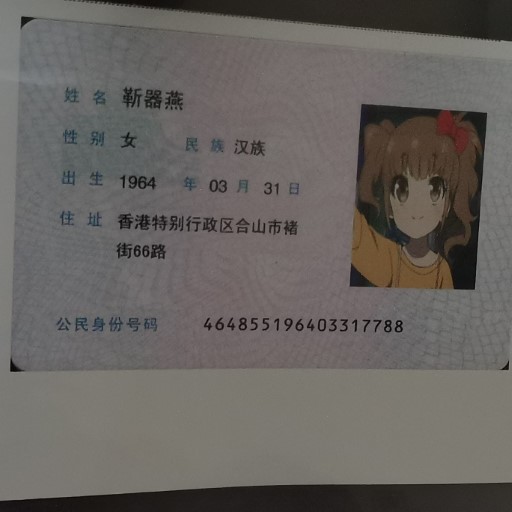 姓名 靳器燕
性别 女 民族 汉族
出生 1964 年 03 月 31 日
住址 香港特别行政区合山市褚
街66路
公民身份号码 464855196403317788